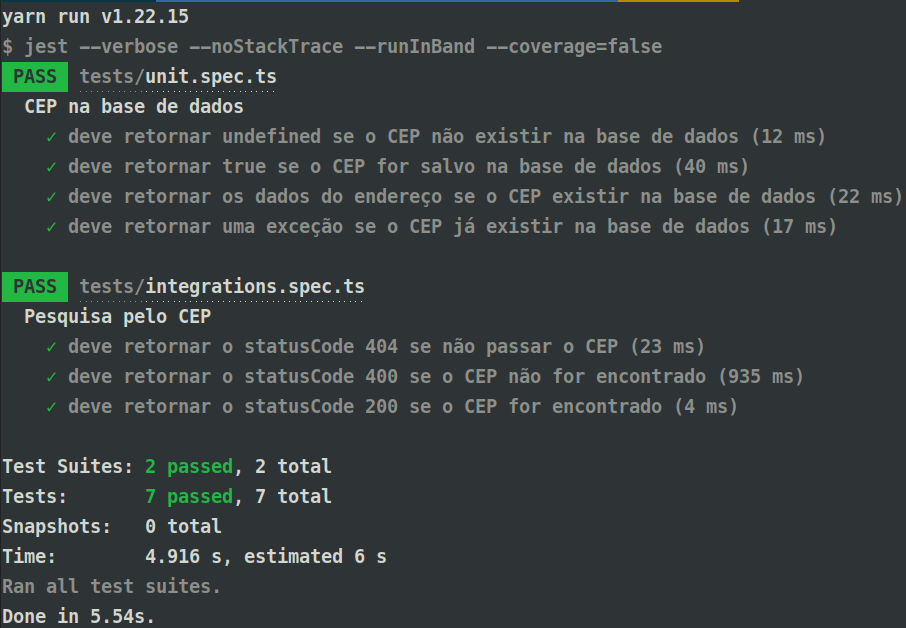 yarn run v1.22.15
$ jest --verbose --noStackTrace --runInBand --coverage=false
PASS tests/unit.spec.ts
CEP na base de dados
✓ deve retornar undefined se o CEP não existir na base de dados (12 ms)
✓ deve retornar true se o CEP for salvo na base de dados (40 ms)
✓ deve retornar os dados do endereço se o CEP existir na base de dados (22 ms)
✓ deve retornar uma exceção se o CEP já existir na base de dados (17 ms)
PASS tests/integrations.spec.ts
Pesquisa pelo CEP
✓ deve retornar o statusCode 404 se não passar o CEP (23 ms)
✓ deve retornar o statusCode 400 se o CEP não for encontrado (935 ms)
✓ deve retornar o statusCode 200 se o CEP for encontrado (4 ms)
Test Suites: 2 passed, 2 total
Tests: 7 passed, 7 total
Snapshots: 0 total
Time: 4.916 s, estimated 6 s
Ran all test suites.
Done in 5.54s.